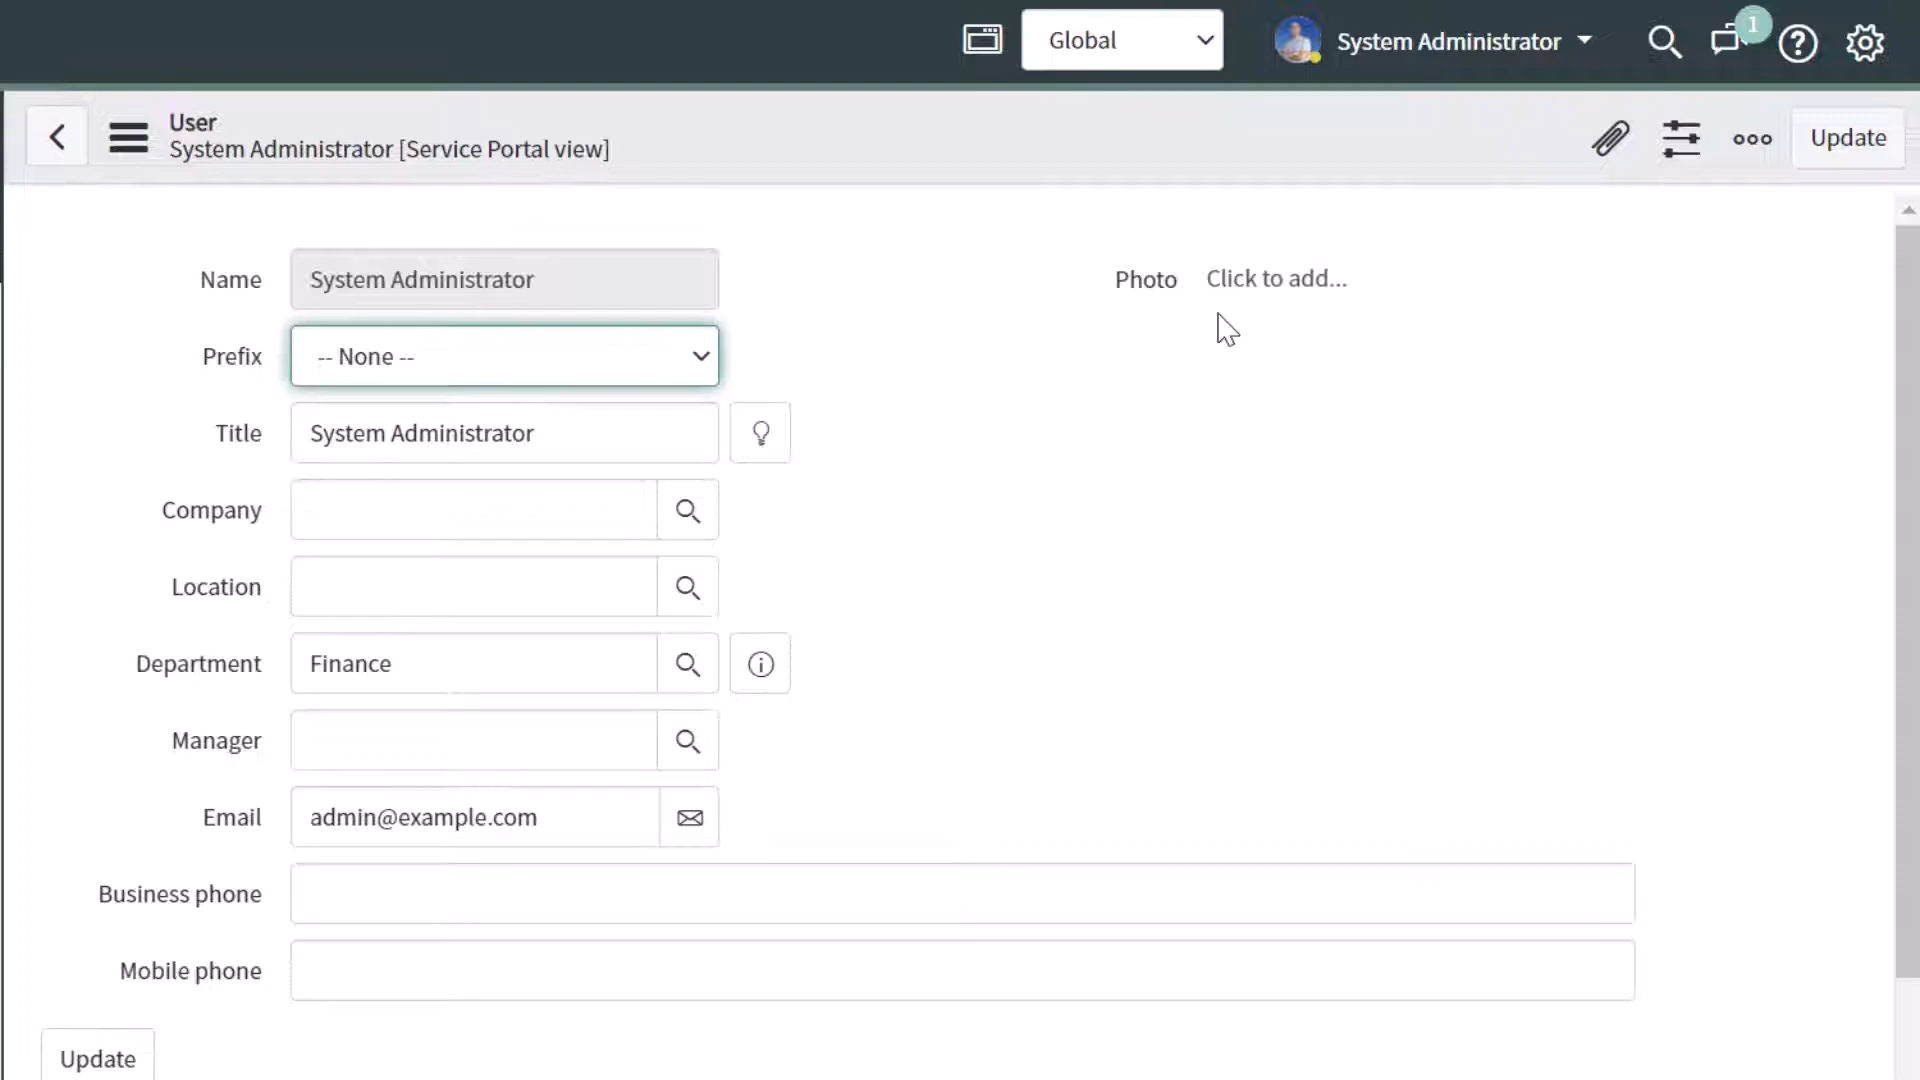 Global
System Administrator
1
User
System Administrator [Service Portal view]
Update
Name System Administrator
Photo Click to add...
Prefix -- None --
Title System Administrator
Company
Location
Department Finance
Manager
Email admin@example.com
Business phone
Mobile phone
Update